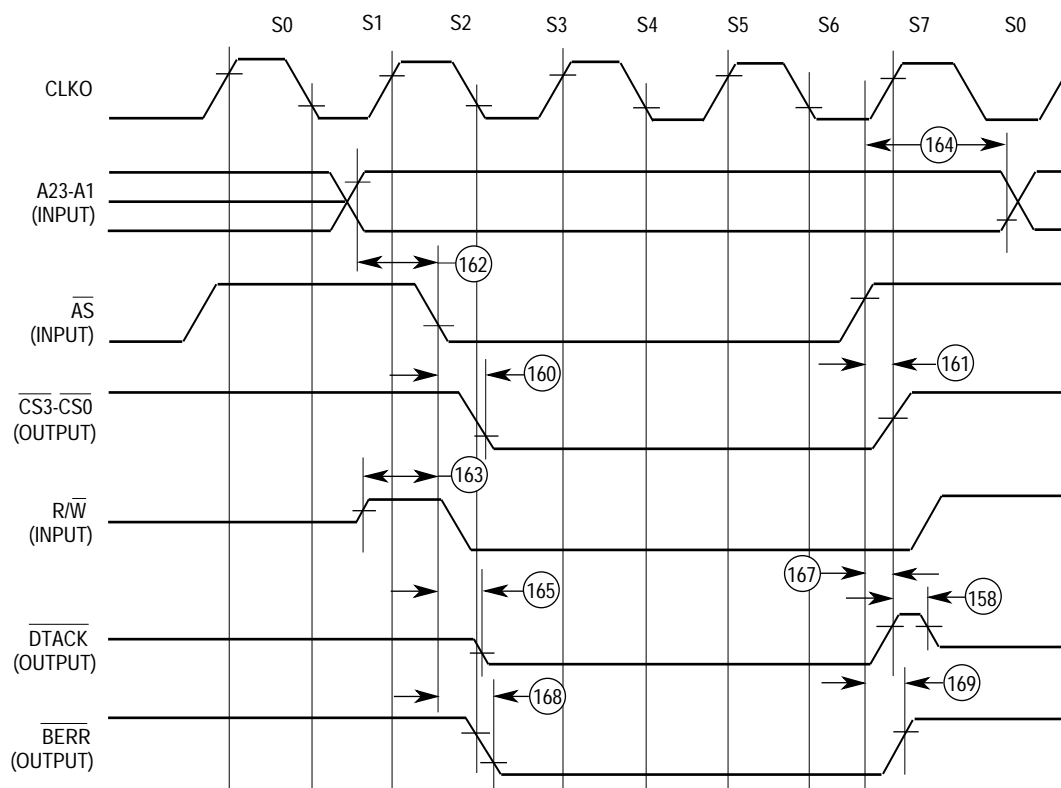 S0 S1 S2 S3 S4 S5 S6 S7 S0
CLKO
164
A23-A1
(INPUT)
162
AS
(INPUT)
161
160
CS3-CS0
(OUTPUT)
163
R/W
(INPUT)
167
165
158
DTACK
(OUTPUT)
168
169
BERR
(OUTPUT)